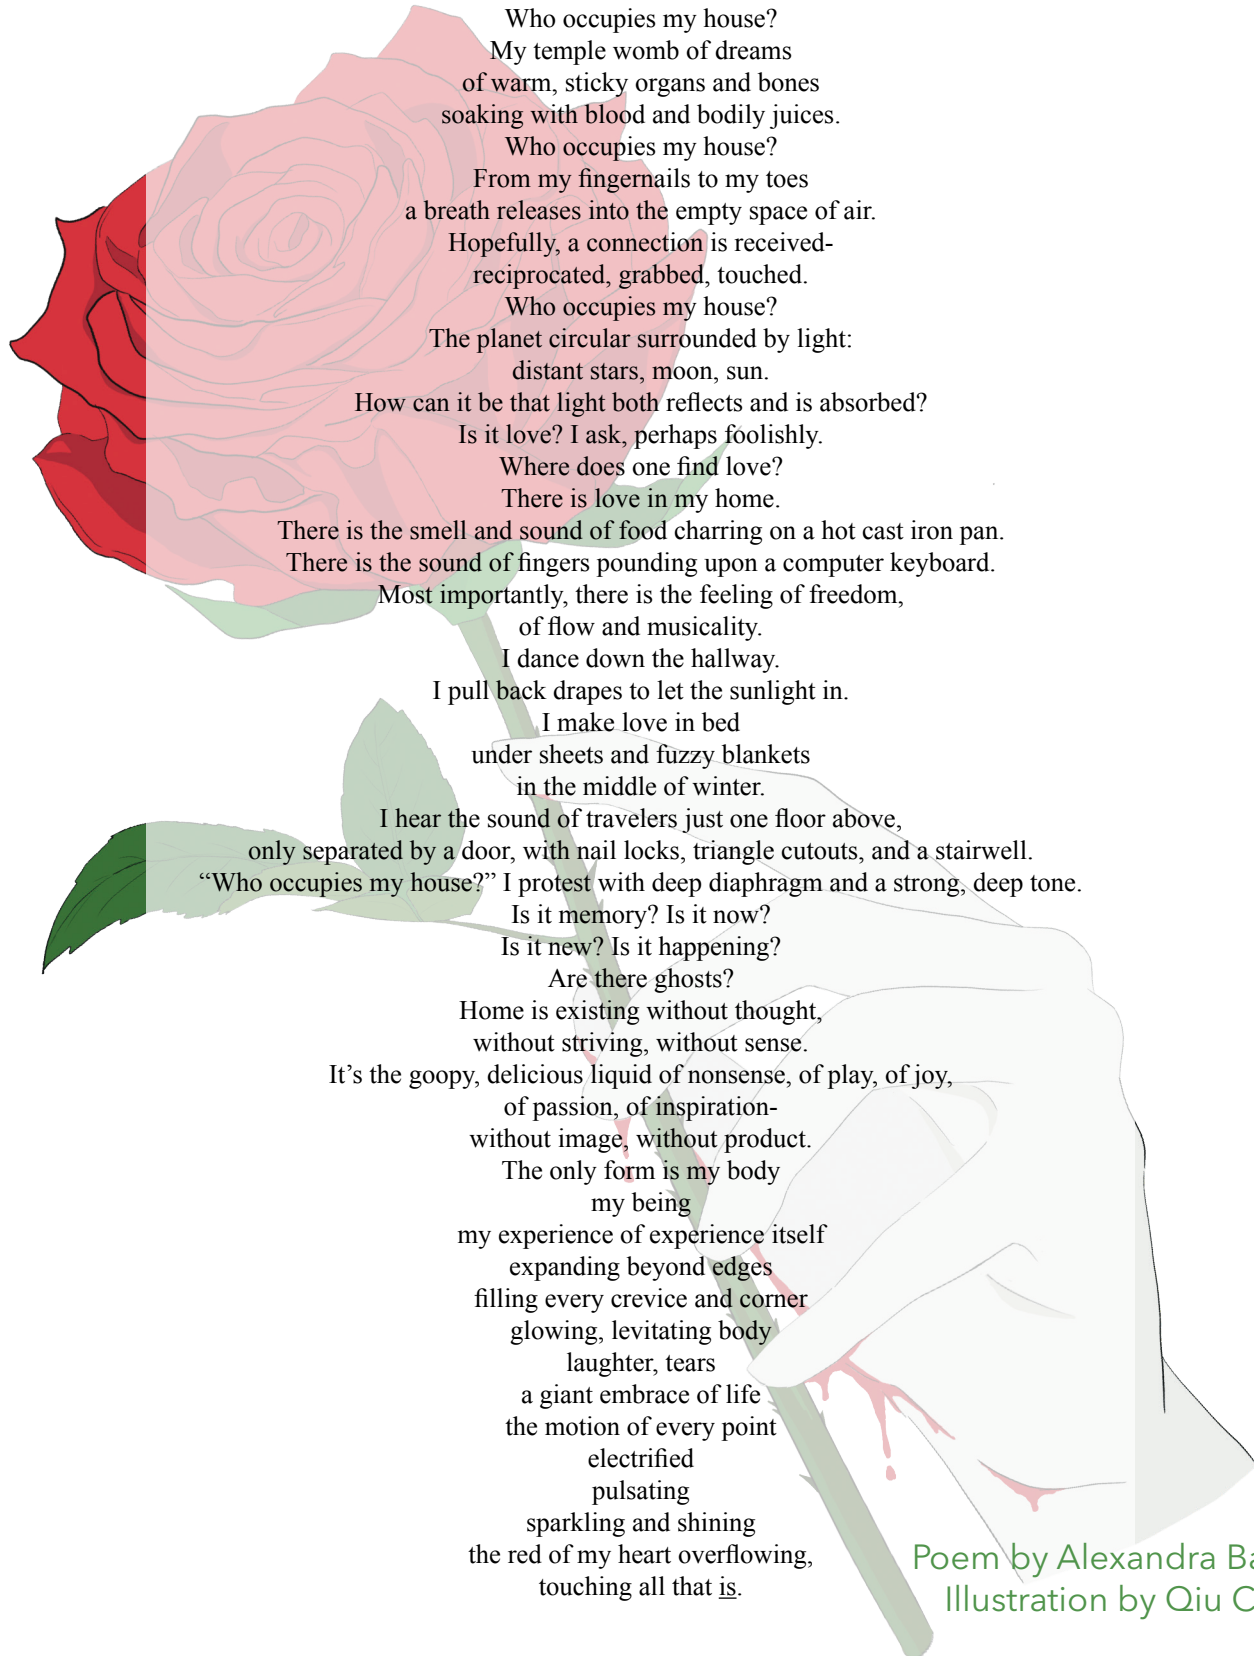 Who occupies my house?
My temple womb of dreams
of warm, sticky organs and bones
soaking with blood and bodily juices.
Who occupies my house?
From my fingernails to my toes
a breath releases into the empty space of air.
Hopefully, a connection is received-
reciprocated, grabbed, touched.
Who occupies my house?
The planet circular surrounded by light:
distant stars, moon, sun.
How can it be that light both reflects and is absorbed?
Is it love? I ask, perhaps foolishly.
Where does one find love?
There is love in my home.
There is the smell and sound of food charring on a hot cast iron pan.
There is the sound of fingers pounding upon a computer keyboard.
Most importantly, there is the feeling of freedom,
of flow and musicality.
I dance down the hallway.
I pull back drapes to let the sunlight in.
I make love in bed
under sheets and fuzzy blankets
in the middle of winter.
I hear the sound of travelers just one floor above,
only separated by a door, with nail locks, triangle cutouts, and a stairwell.
“Who occupies my house?” I protest with deep diaphragm and a strong, deep tone.
Is it memory? Is it now?
Is it new? Is it happening?
Are there ghosts?
Home is existing without thought,
without striving, without sense.
It’s the goopy, delicious liquid of nonsense, of play, of joy,
of passion, of inspiration-
without image, without product.
The only form is my body
my being
my experience of experience itself
expanding beyond edges
filling every crevice and corner
glowing, levitating body
laughter, tears
a giant embrace of life
the motion of every point
electrified
pulsating
sparkling and shining
the red of my heart overflowing,
touching all that is.
Poem by Alexandra
Illustration by Qiu